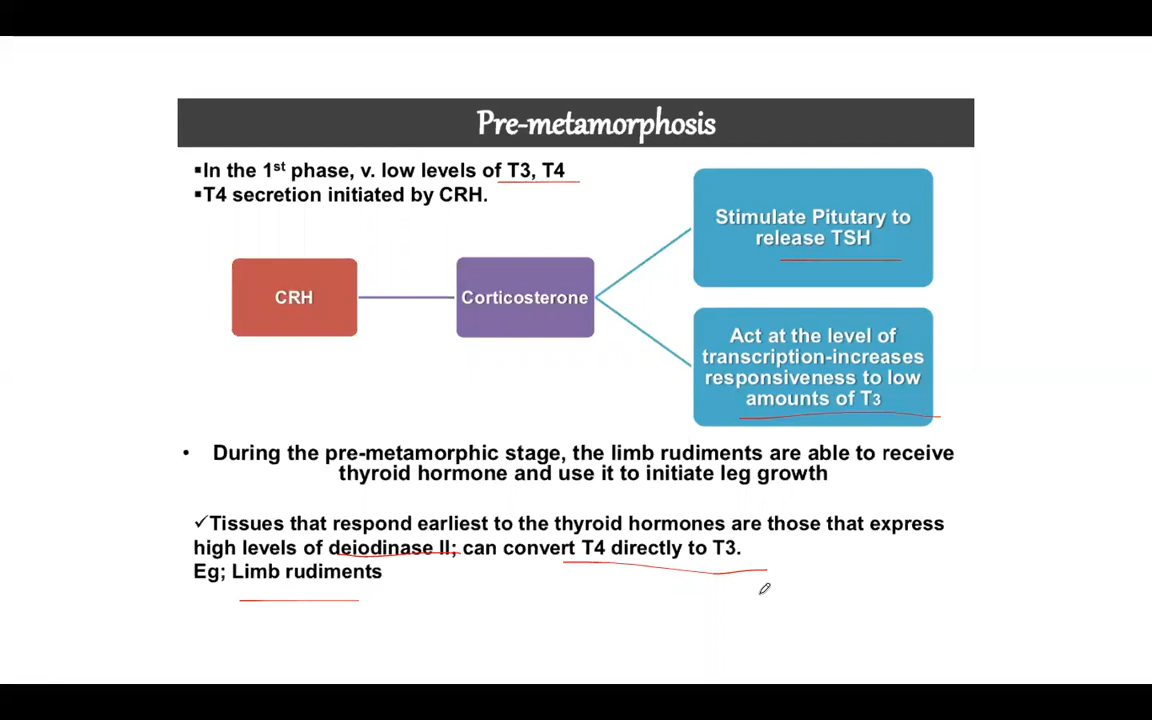 Pre-metamorphosis
▪In the 1st phase, v. low levels of T3, T4
▪T4 secretion initiated by CRH.
CRH
Corticosterone
Stimulate Pitutary to
release TSH
Act at the level of
transcription-increases
responsiveness to low
amounts of T3
• During the pre-metamorphic stage, the limb rudiments are able to receive
thyroid hormone and use it to initiate leg growth
✓Tissues that respond earliest to the thyroid hormones are those that express
high levels of deiodinase II; can convert T4 directly to T3.
Eg; Limb rudiments